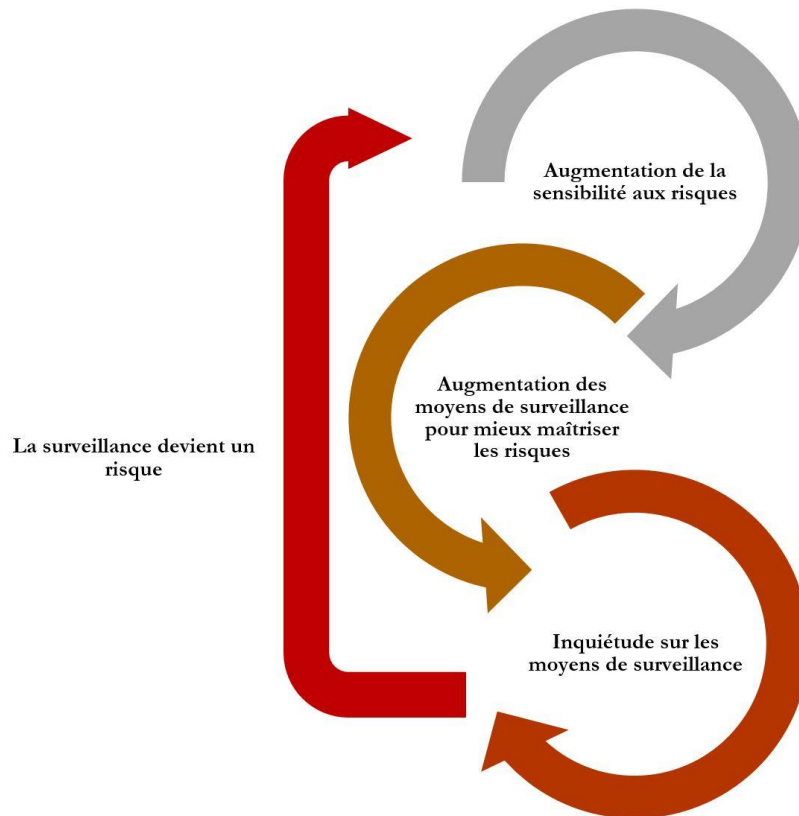 Augmentation de la
sensibilité aux risques
Augmentation des
moyens de surveillance
pour mieux maîtriser
les risques
La surveillance devient un
risque
Inquiétude sur les
moyens de surveillance